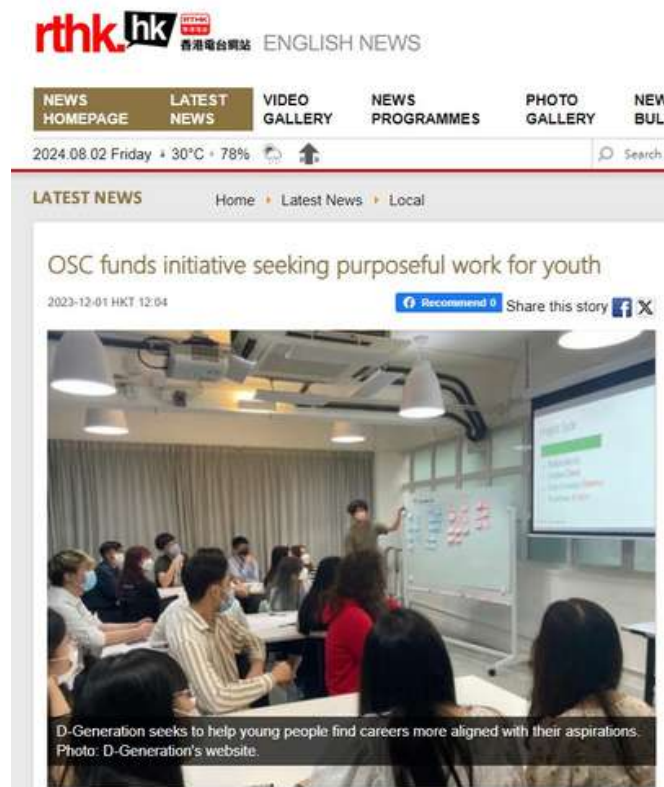 rthk.hk RTHK 香港電台網站 ENGLISH NEWS
NEWS HOMEPAGE LATEST NEWS VIDEO GALLERY NEWS PROGRAMMES PHOTO GALLERY NEW BUL
2024.08.02 Friday 30°C 78% Search
LATEST NEWS Home Latest News Local
OSC funds initiative seeking purposeful work for youth
2023-12-01 HKT 12:04 Recommend 0 Share this story
D-Generation seeks to help young people find careers more aligned with their aspirations.
Photo: D-Generation's website.